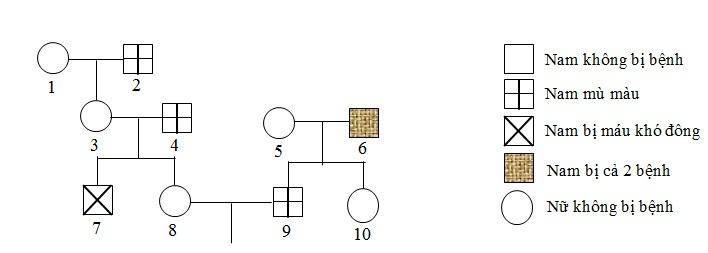 1
2
3
4
5
6
7
8
9
10
Nam không bị bệnh
Nam mù màu
Nam bị máu khó đông
Nam bị cả 2 bệnh
Nữ không bị bệnh